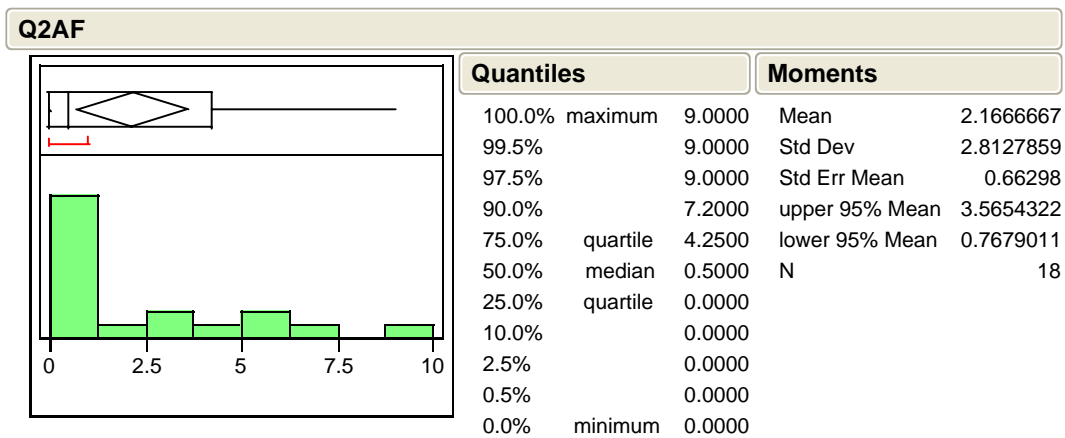 Q2AF
0 2.5 5 7.5 10
Quantiles
100.0% maximum 9.0000
99.5% 9.0000
97.5% 9.0000
90.0% 7.2000
75.0% quartile 4.2500
50.0% median 0.5000
25.0% quartile 0.0000
10.0% 0.0000
2.5% 0.0000
0.5% 0.0000
0.0% minimum 0.0000
Moments
Mean 2.1666667
Std Dev 2.8127859
Std Err Mean 0.66298
upper 95% Mean 3.5654322
lower 95% Mean 0.7679011
N 18